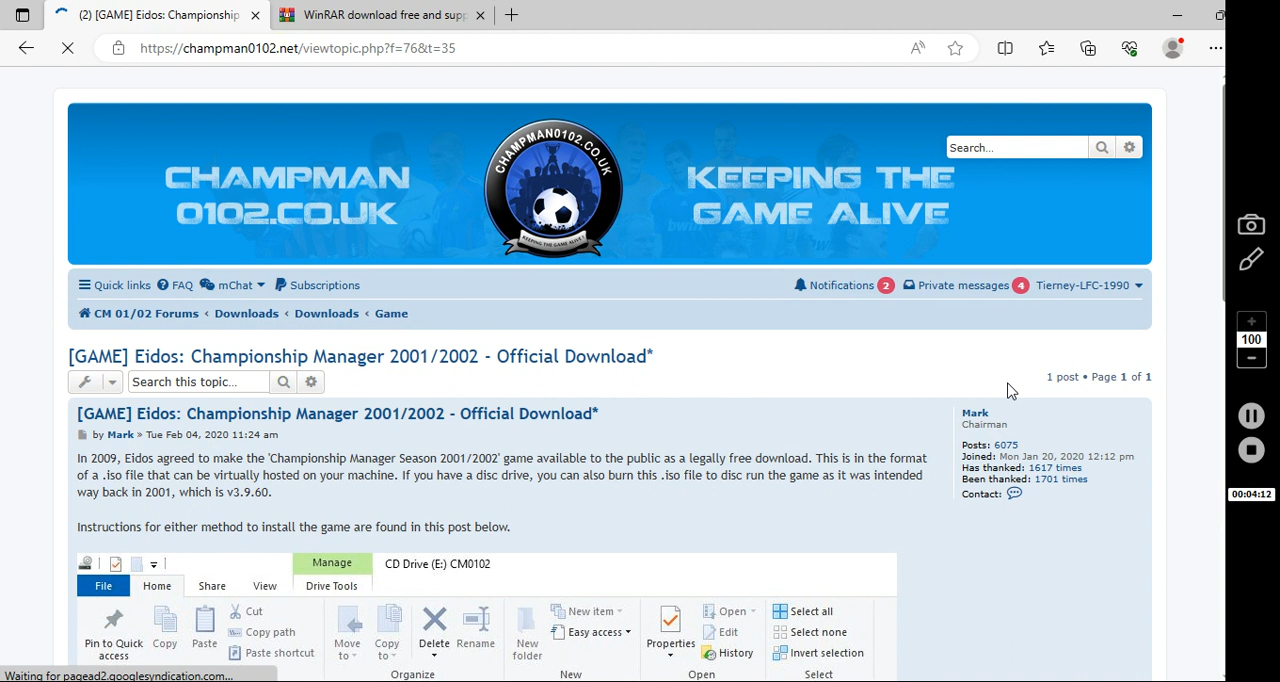 (2) [GAME] Eidos: Championship
WinRAR download free and supp
https://champman0102.net/viewtopic.php?f=76&t=35
CHAMPMAN
0102.CO.UK
CHAMPMAN0102.CO.UK
KEEPING THE GAME ALIVE
KEEPING THE
GAME ALIVE
Search...
Quick links FAQ mChat Subscriptions
Notifications 2 Private messages 4 Tierney-LFC-1990
CM 01/02 Forums ‹ Downloads ‹ Downloads ‹ Game
[GAME] Eidos: Championship Manager 2001/2002 - Official Download*
Search this topic...
1 post • Page 1 of 1
[GAME] Eidos: Championship Manager 2001/2002 - Official Download*
by Mark » Tue Feb 04, 2020 11:24 am
In 2009, Eidos agreed to make the 'Championship Manager Season 2001/2002' game available to the public as a legally free download. This is in the format
of a .iso file that can be virtually hosted on your machine. If you have a disc drive, you can also burn this .iso file to disc run the game as it was intended
way back in 2001, which is v3.9.60.
Instructions for either method to install the game are found in this post below.
Mark
Chairman
Posts: 6075
Joined: Mon Jan 20, 2020 12:12 pm
Has thanked: 1617 times
Been thanked: 1701 times
Contact:
Manage
CD Drive (E:) CM0102
File Home Share View Drive Tools
Pin to Quick
access
Copy
Paste
Cut
Copy path
Paste shortcut
Move
to
Copy
to
Delete
Rename
New
folder
New item
Easy access
Properties
Open
Edit
History
Select all
Select none
Invert selection
Organize
New
Open
Select
Waiting for pagead2.googlesyndication.com...
100
00:04:12